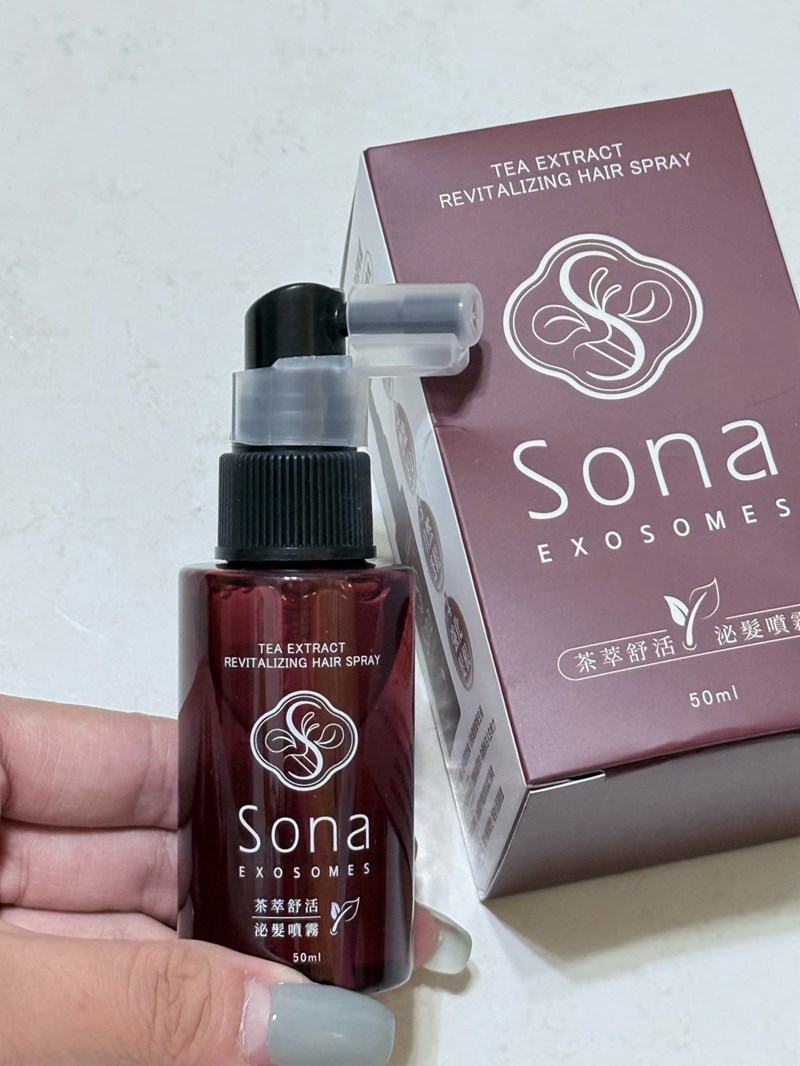 TEA EXTRACT
REVITALIZING HAIR SPRAY
Sona
EXOSOMES
茶萃舒活
泌髮噴霧
50ml
TEA EXTRACT
REVITALIZING HAIR SPRAY
Sona
EXOSOMES
茶萃舒活
泌髮噴霧
50ml